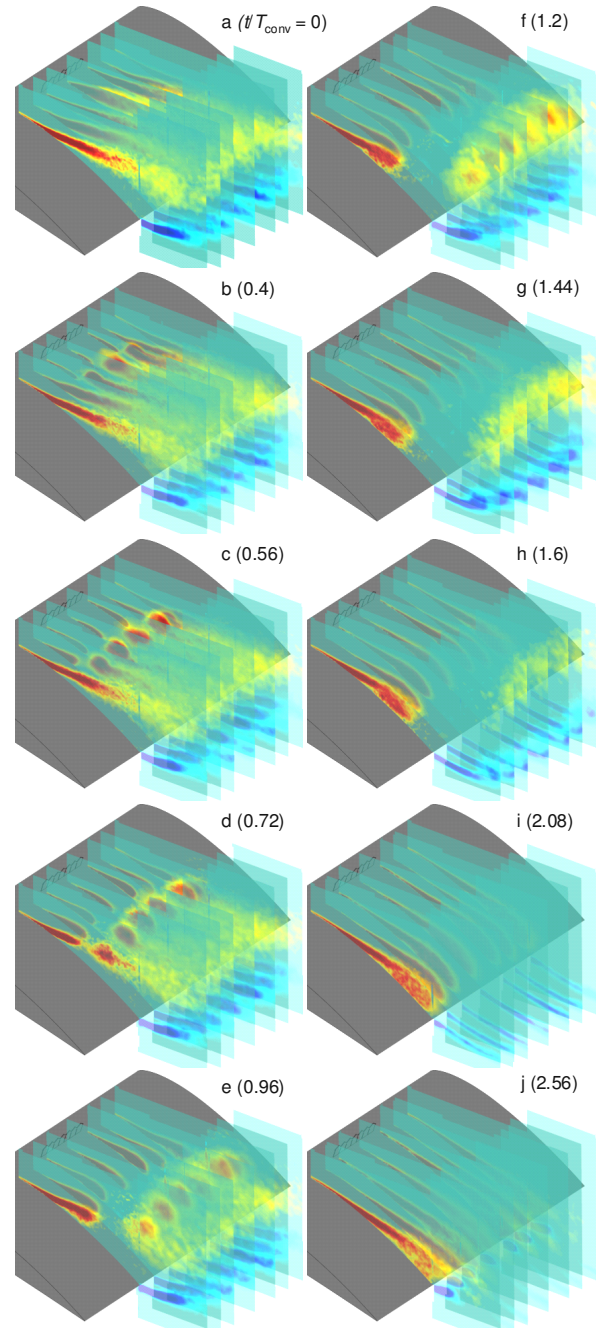 a (t/Tconv = 0)
f (1.2)
b (0.4)
g (1.44)
c (0.56)
h (1.6)
d (0.72)
i (2.08)
e (0.96)
j (2.56)